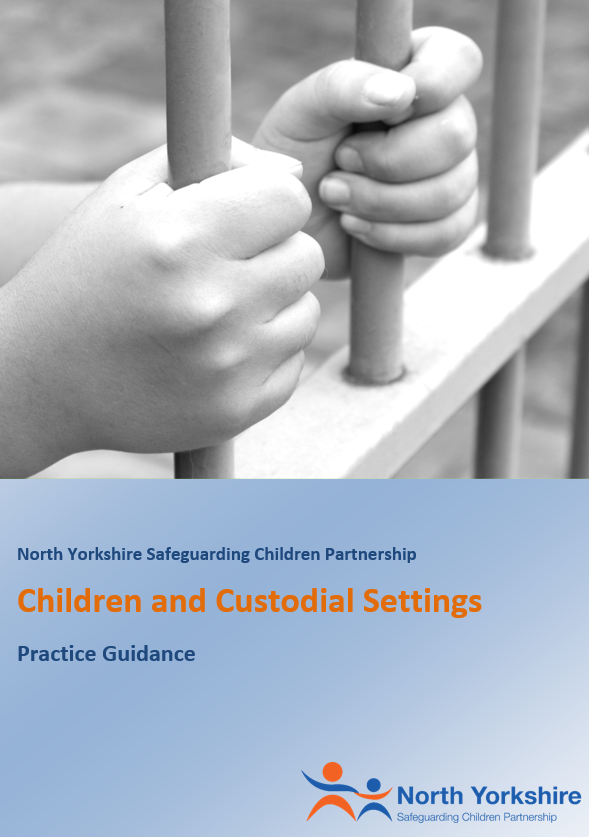 North Yorkshire Safeguarding Children Partnership
Children and Custodial Settings
Practice Guidance
North Yorkshire
Safeguarding Children Partnership